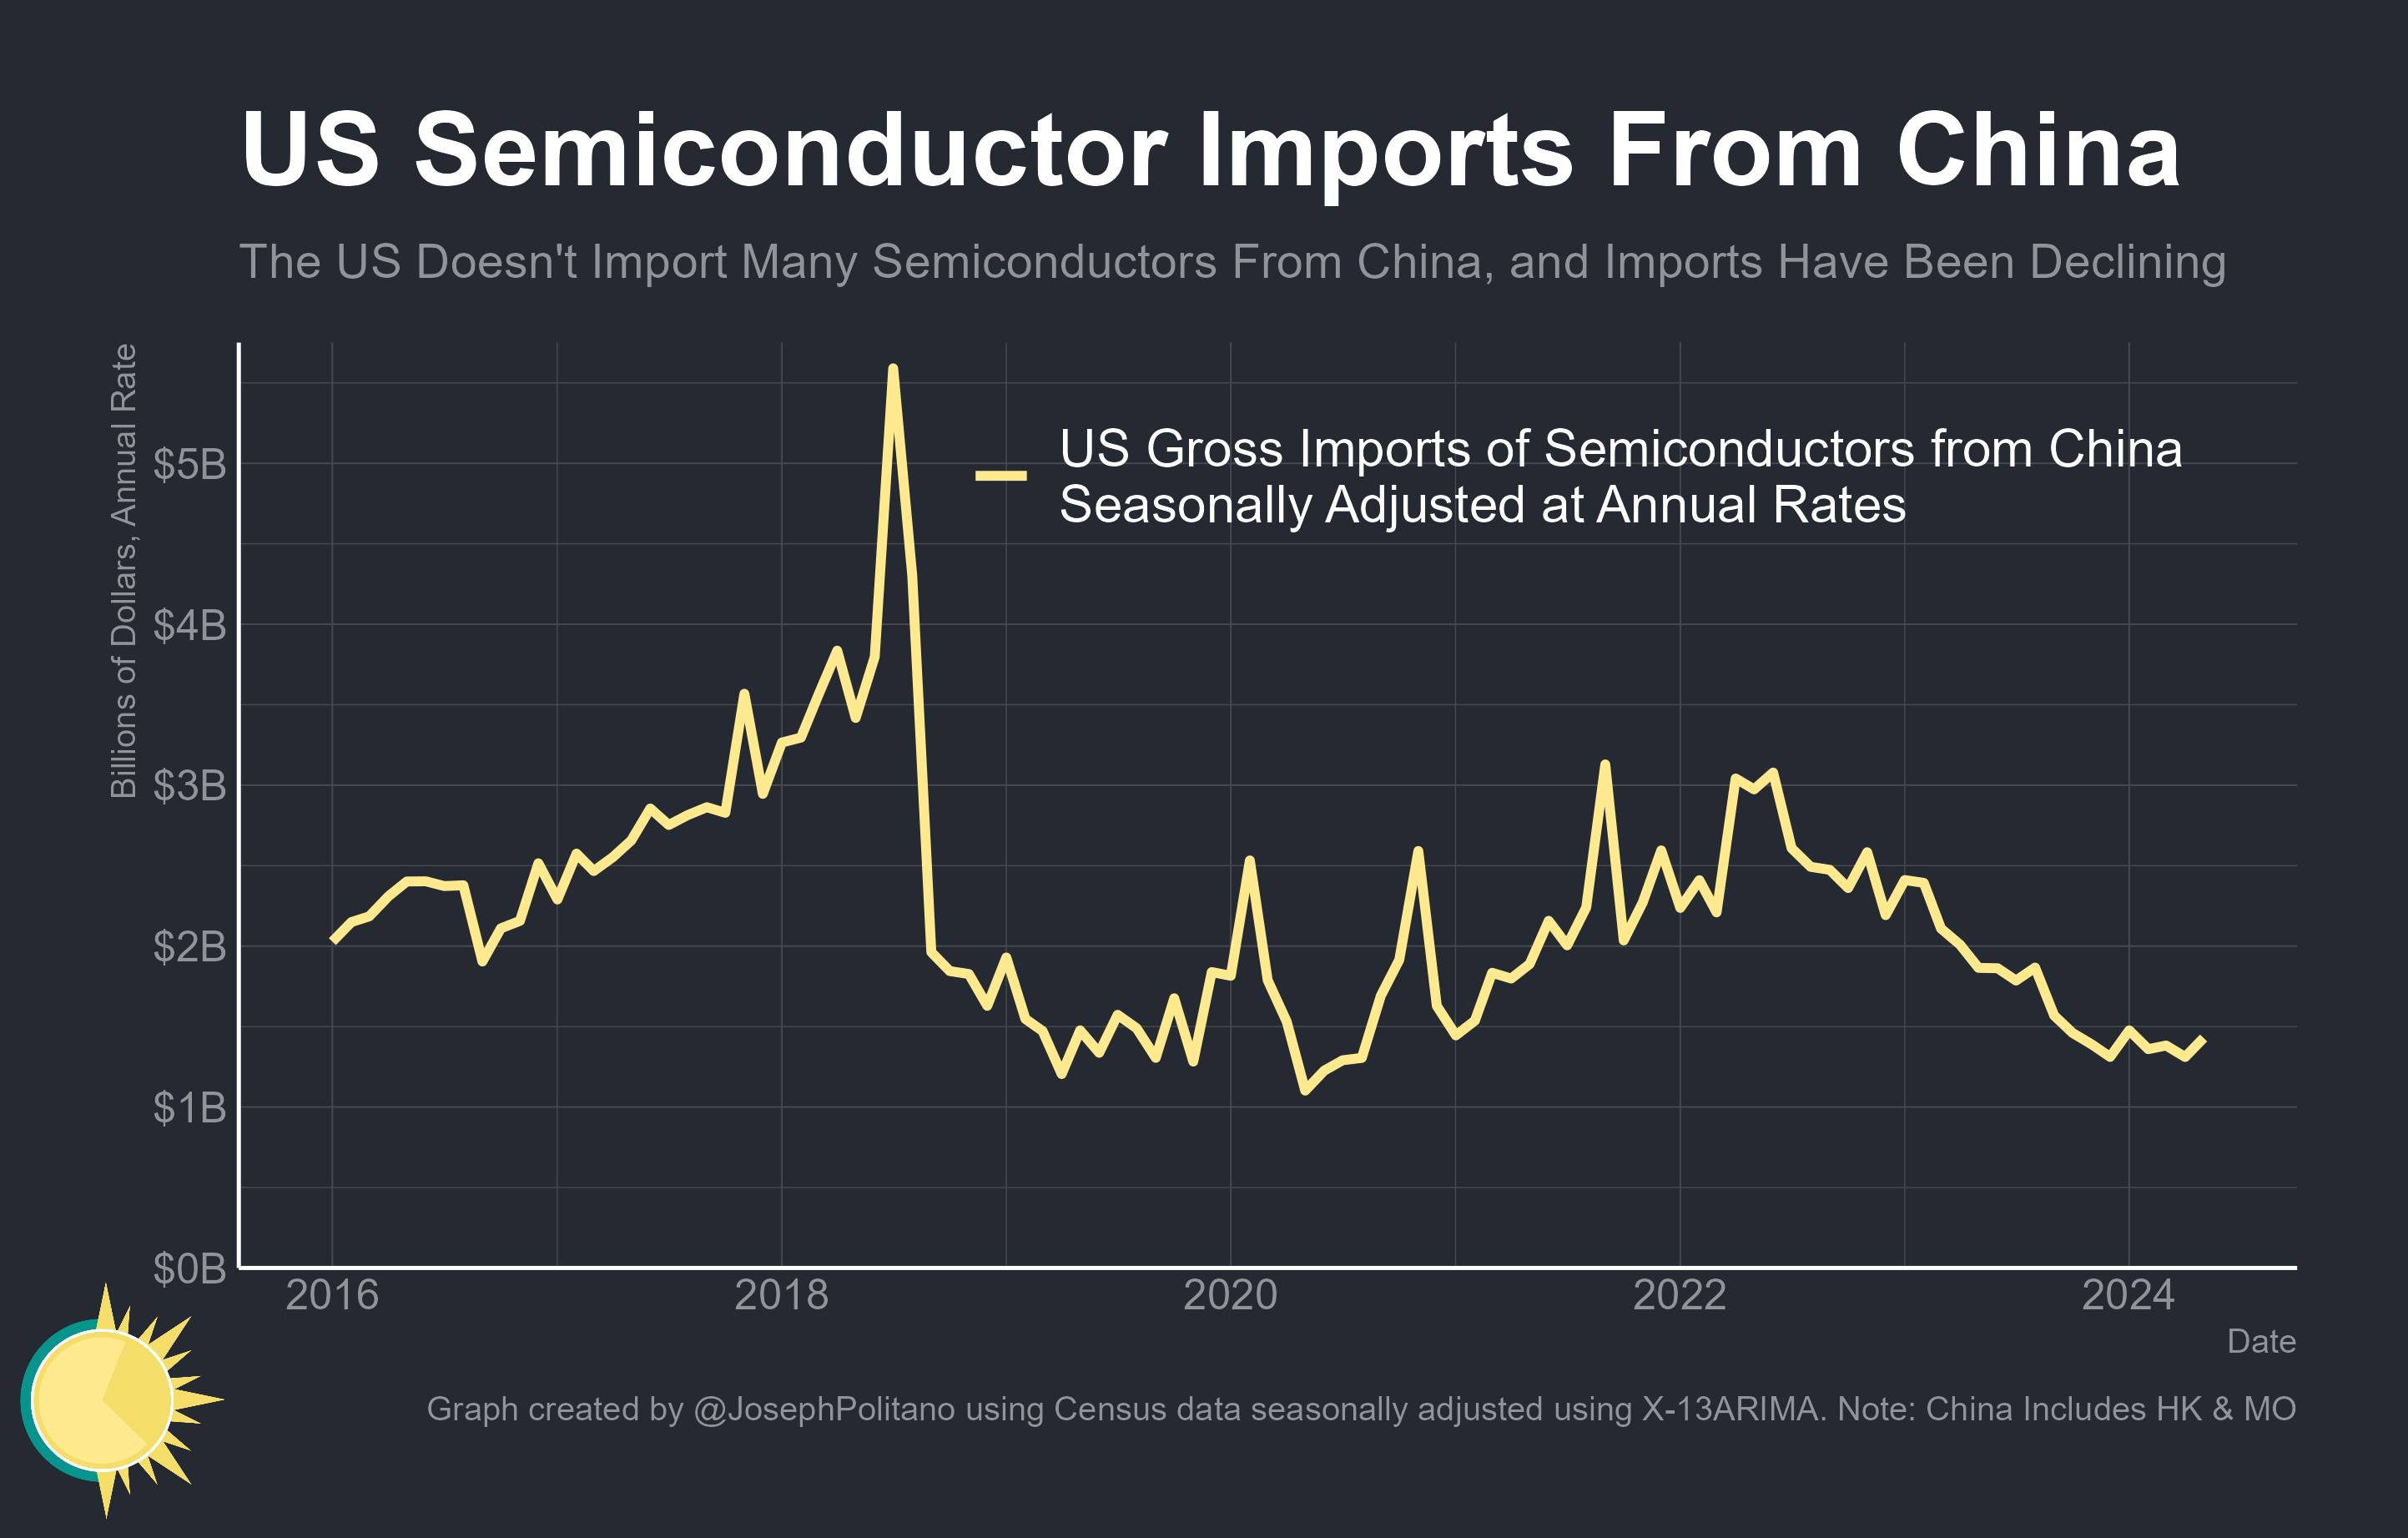 US Semiconductor Imports From China
The US Doesn't Import Many Semiconductors From China, and Imports Have Been Declining
Billions of Dollars, Annual Rate
$5B
$4B
$3B
$2B
$1B
$0B
US Gross Imports of Semiconductors from China
Seasonally Adjusted at Annual Rates
2016
2018
2020
2022
2024
Date
Graph created by @JosephPolitano using Census data seasonally adjusted using X-13ARIMA. Note: China Includes HK & MO